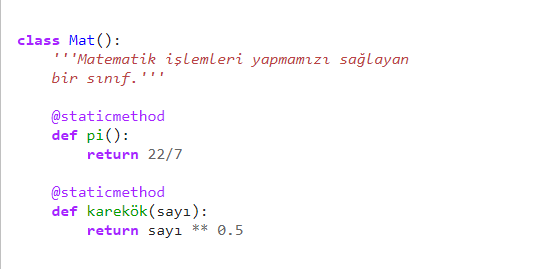 class Mat():
    '''Matematik işlemleri yapmamızı sağlayan
    bir sınıf.'''
    @staticmethod
    def pi():
        return 22/7
    @staticmethod
    def karekök(sayı):
        return sayı ** 0.5